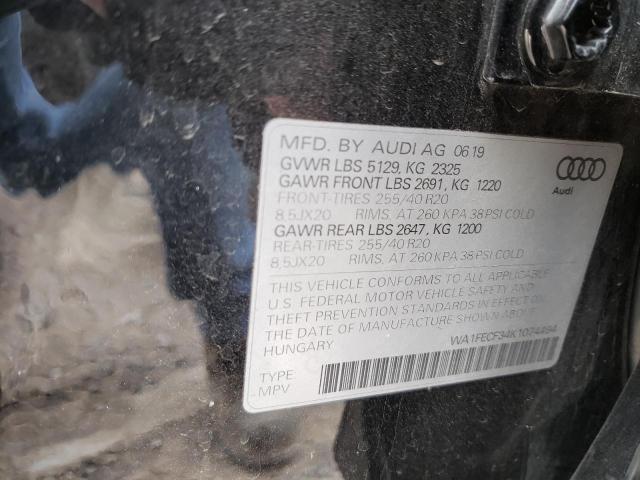 MFD. BY AUDI AG 06 19
GVWR LBS 5129, KG 2325
GAWR FRONT LBS 2691, KG 1220
FRONT-TIRES 255/40 R20
8,5JX20 RIMS, AT 260 KPA 38 PSI COLD
GAWR REAR LBS 2647, KG 1200
REAR-TIRES 255/40 R20
8,5JX20 RIMS, AT 260 KPA 38 PSI COLD
Audi
THIS VEHICLE CONFORMS TO ALL APPLICABLE
U.S. FEDERAL MOTOR VEHICLE SAFETY AND
THEFT PREVENTION STANDARDS IN EFFECT ON
THE DATE OF MANUFACTURE SHOWN ABOVE
HUNGARY
WA1FECF34K1074494
TYPE
MPV